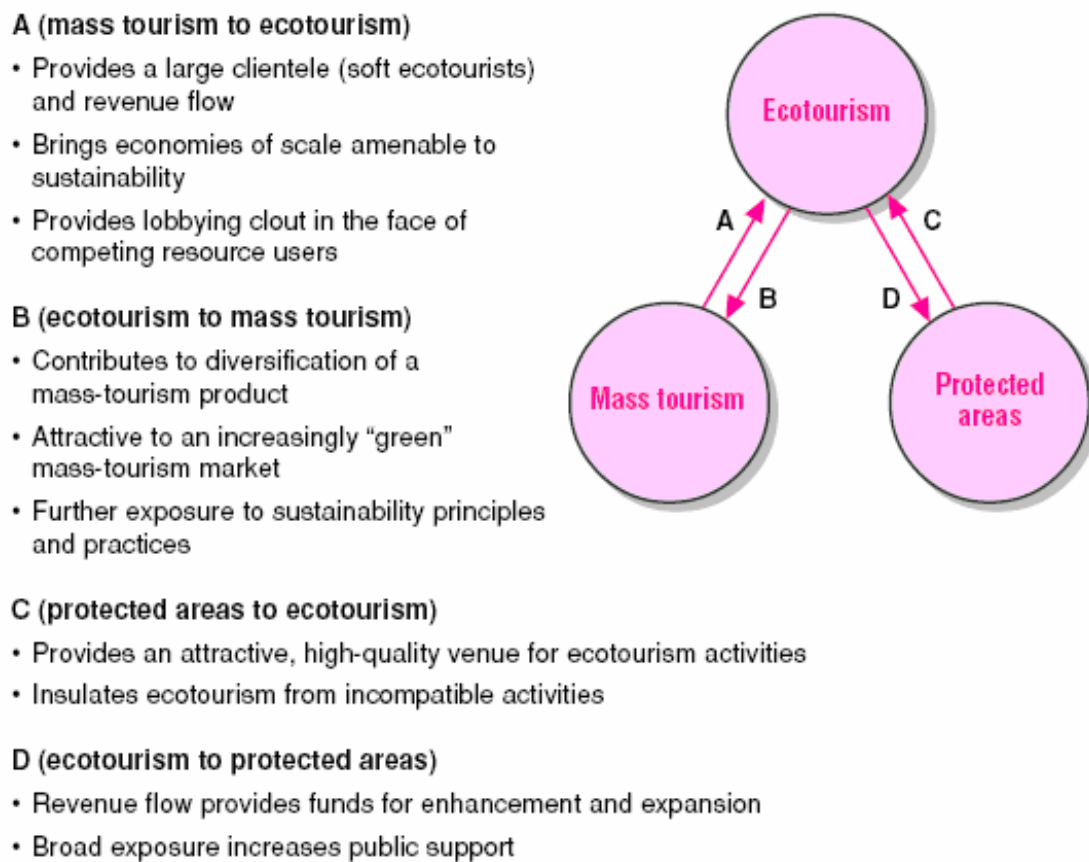 A (mass tourism to ecotourism)
• Provides a large clientele (soft ecotourists)
and revenue flow
• Brings economies of scale amenable to
sustainability
• Provides lobbying clout in the face of
competing resource users
B (ecotourism to mass tourism)
• Contributes to diversification of a
mass-tourism product
• Attractive to an increasingly “green”
mass-tourism market
• Further exposure to sustainability principles
and practices
C (protected areas to ecotourism)
• Provides an attractive, high-quality venue for ecotourism activities
• Insulates ecotourism from incompatible activities
D (ecotourism to protected areas)
• Revenue flow provides funds for enhancement and expansion
• Broad exposure increases public support
Ecotourism
A
C
B
D
Mass tourism
Protected
areas